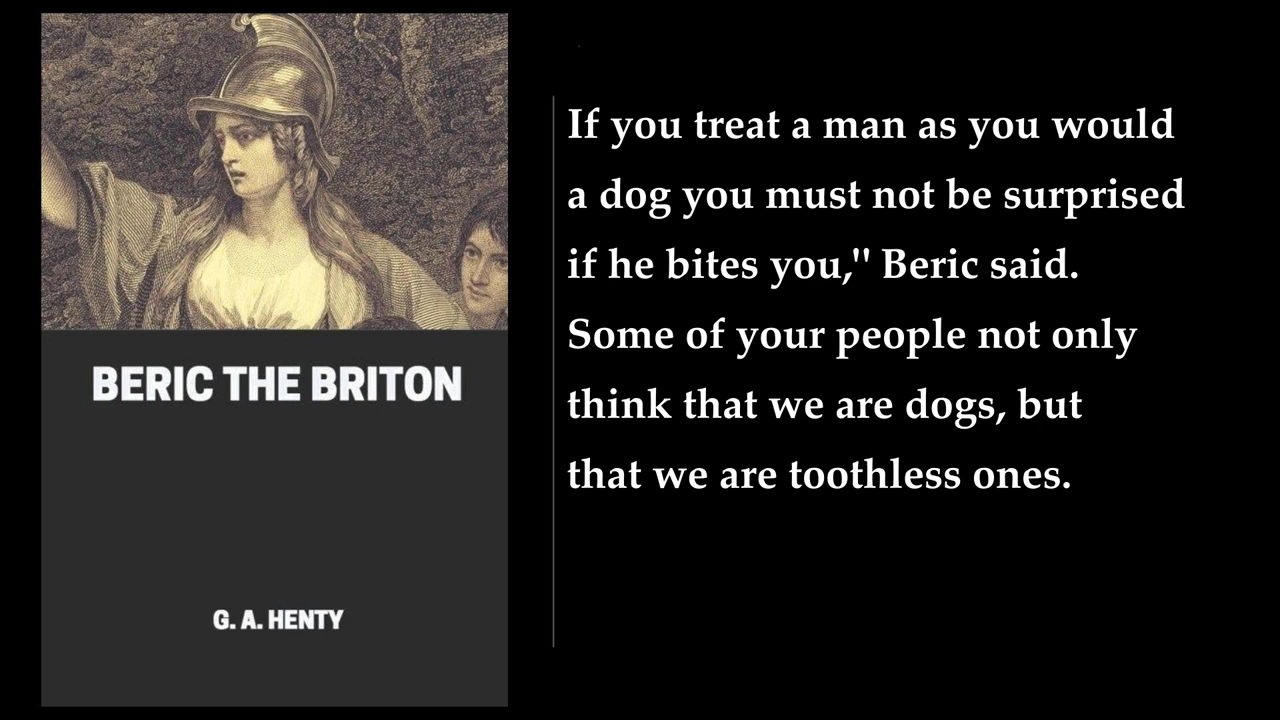 BERIC THE BRITON
G. A. HENTY
If you treat a man as you would
a dog you must not be surprised
if he bites you,'' Beric said.
Some of your people not only
think that we are dogs, but
that we are toothless ones.